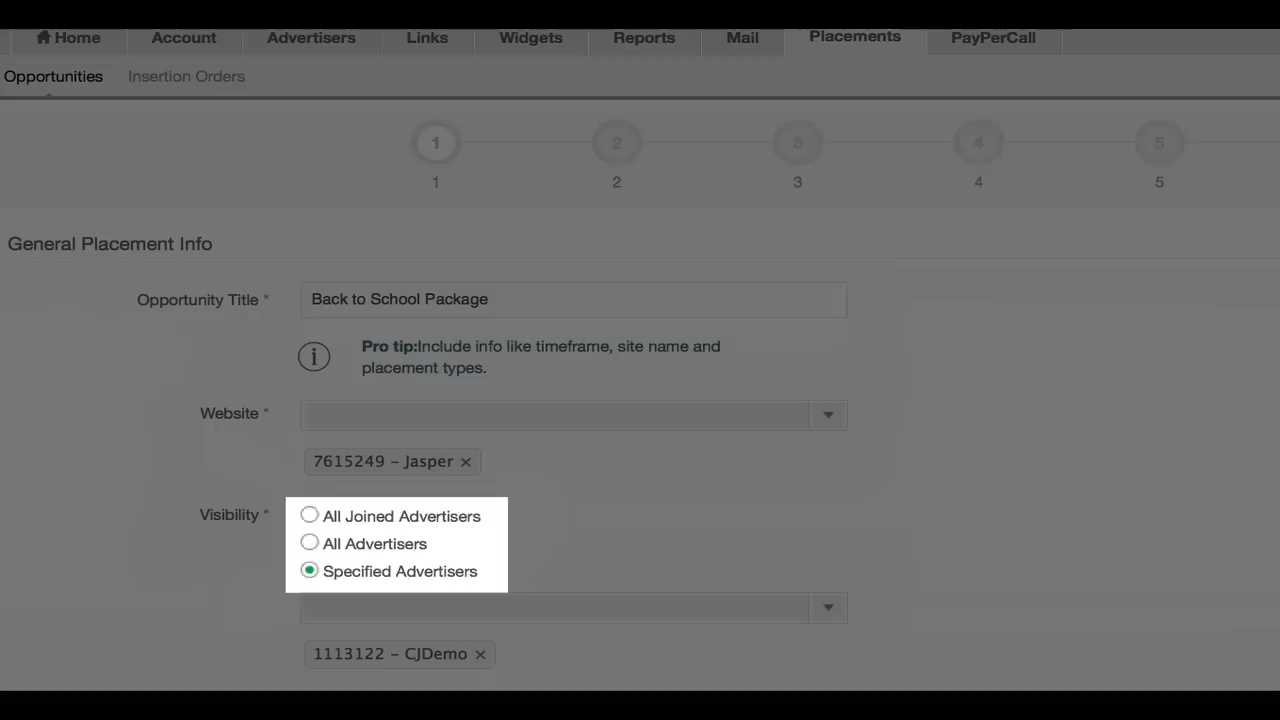 Home Account Advertisers Links Widgets Reports Mail Placements PayPerCall
Opportunities Insertion Orders
1 2 3 4 5
1 2 3 4 5
General Placement Info
Opportunity Title * Back to School Package
i Pro tip:Include info like timeframe, site name and
placement types.
Website *
7615249 – Jasper ×
Visibility * All Joined Advertisers
All Advertisers
Specified Advertisers
1113122 – CJDemo ×